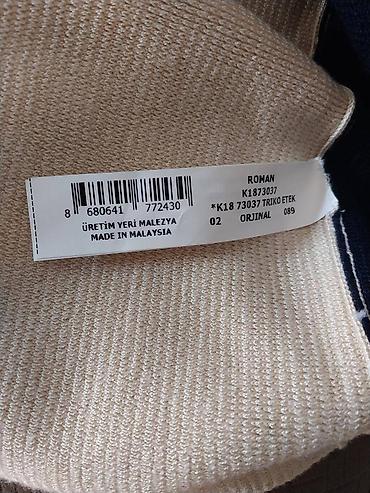 8 680641 772430
ÜRETİM YERİ MALEZYA
MADE IN MALAYSIA
ROMAN
K1873037
*K18 73037 TRIKO ETEK
02 ORJINAL 089